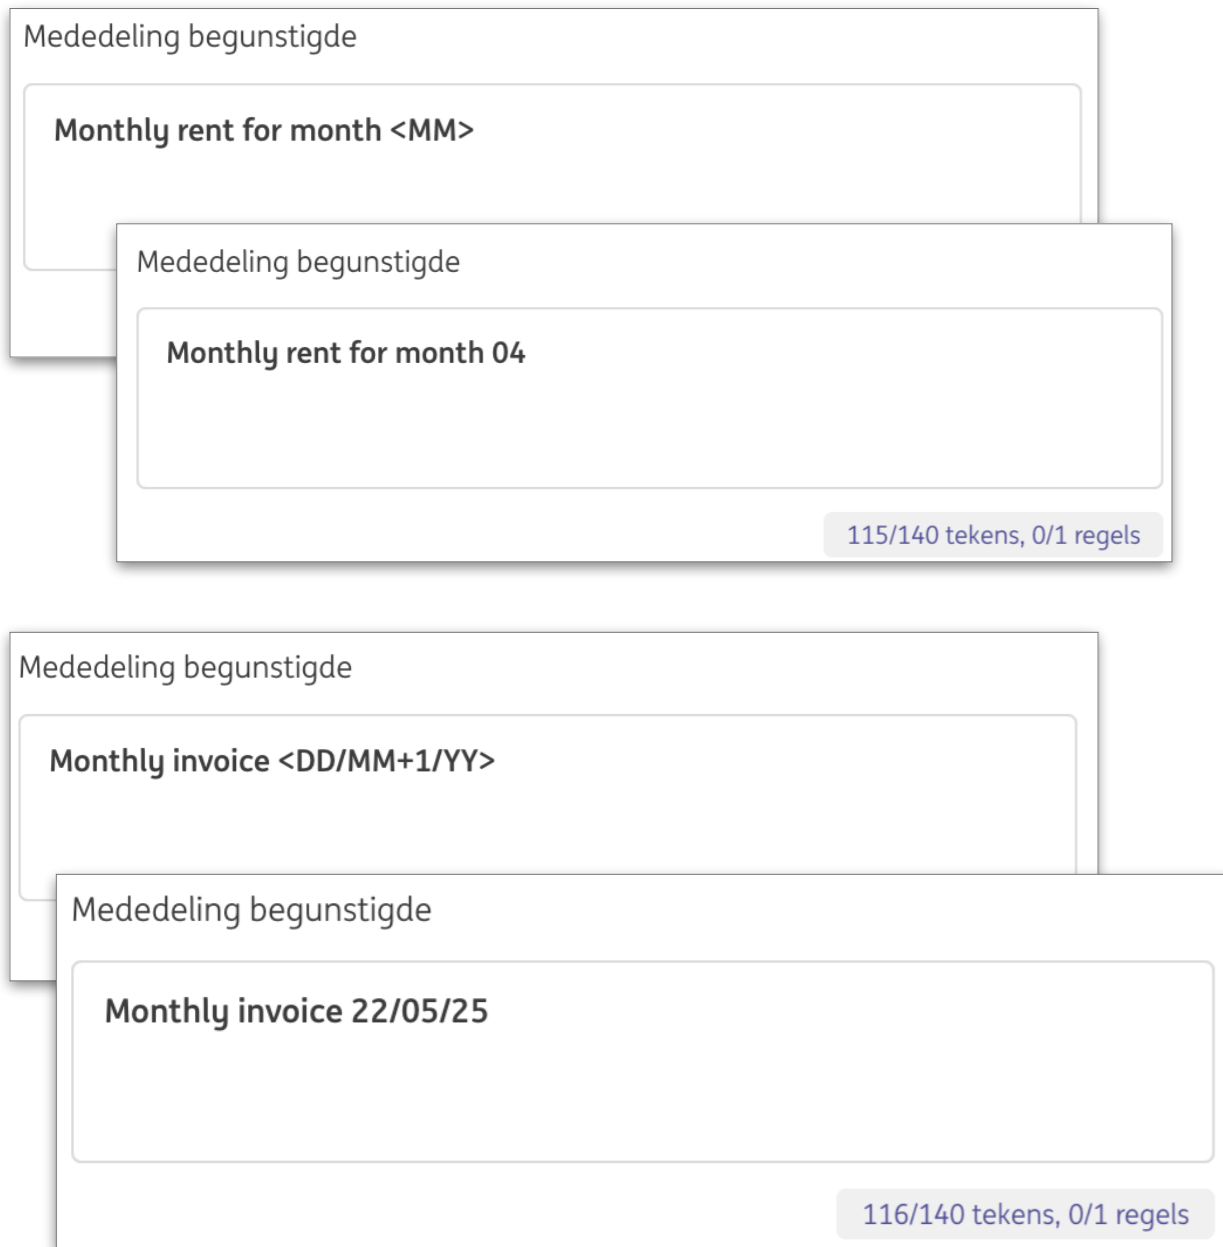 Mededeling begunstigde
Monthly rent for month <MM>
Mededeling begunstigde
Monthly rent for month 04
115/140 tekens, 0/1 regels
Mededeling begunstigde
Monthly invoice <DD/MM+1/YY>
Mededeling begunstigde
Monthly invoice 22/05/25
116/140 tekens, 0/1 regels